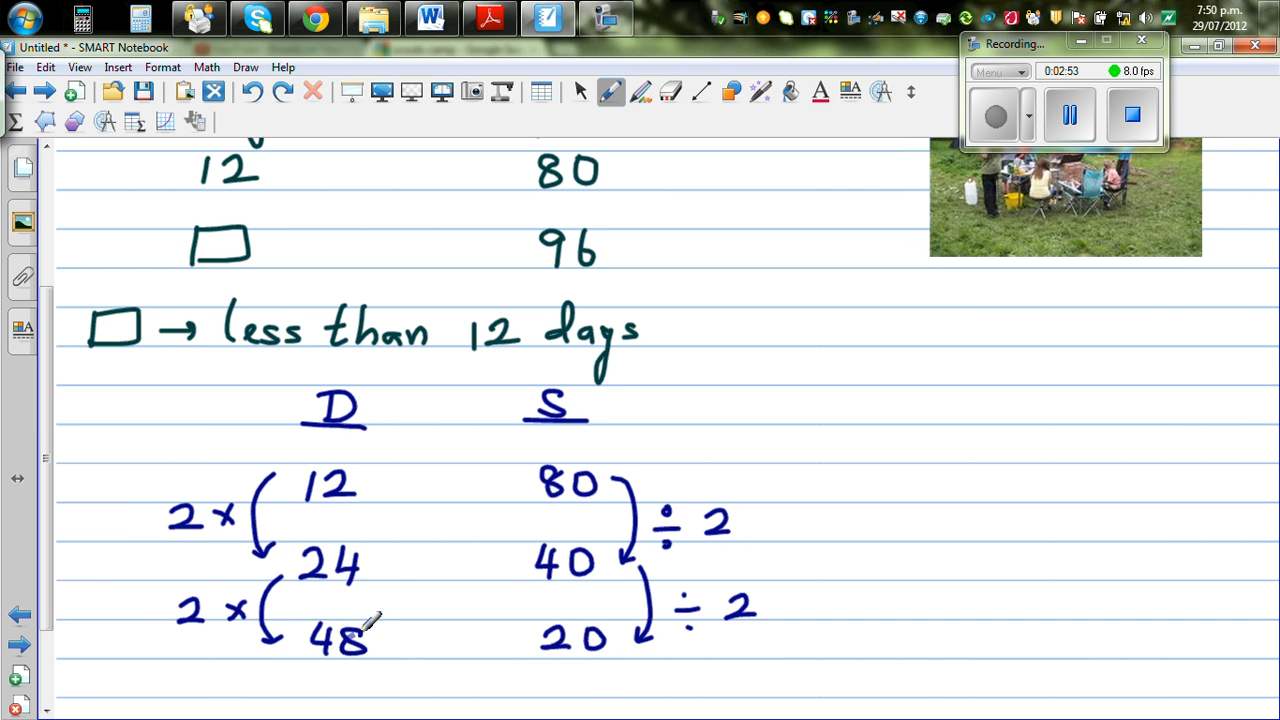 7:50 p.m.
29/07/2012
Untitled * - SMART Notebook
File Edit View Insert Format Math Draw Help
Recording...
Menu 0:02:53 8.0 fps
12 80
96
→ less than 12 days
D S
12 80
2 × ÷ 2
24 40
2 × ÷ 2
48 20